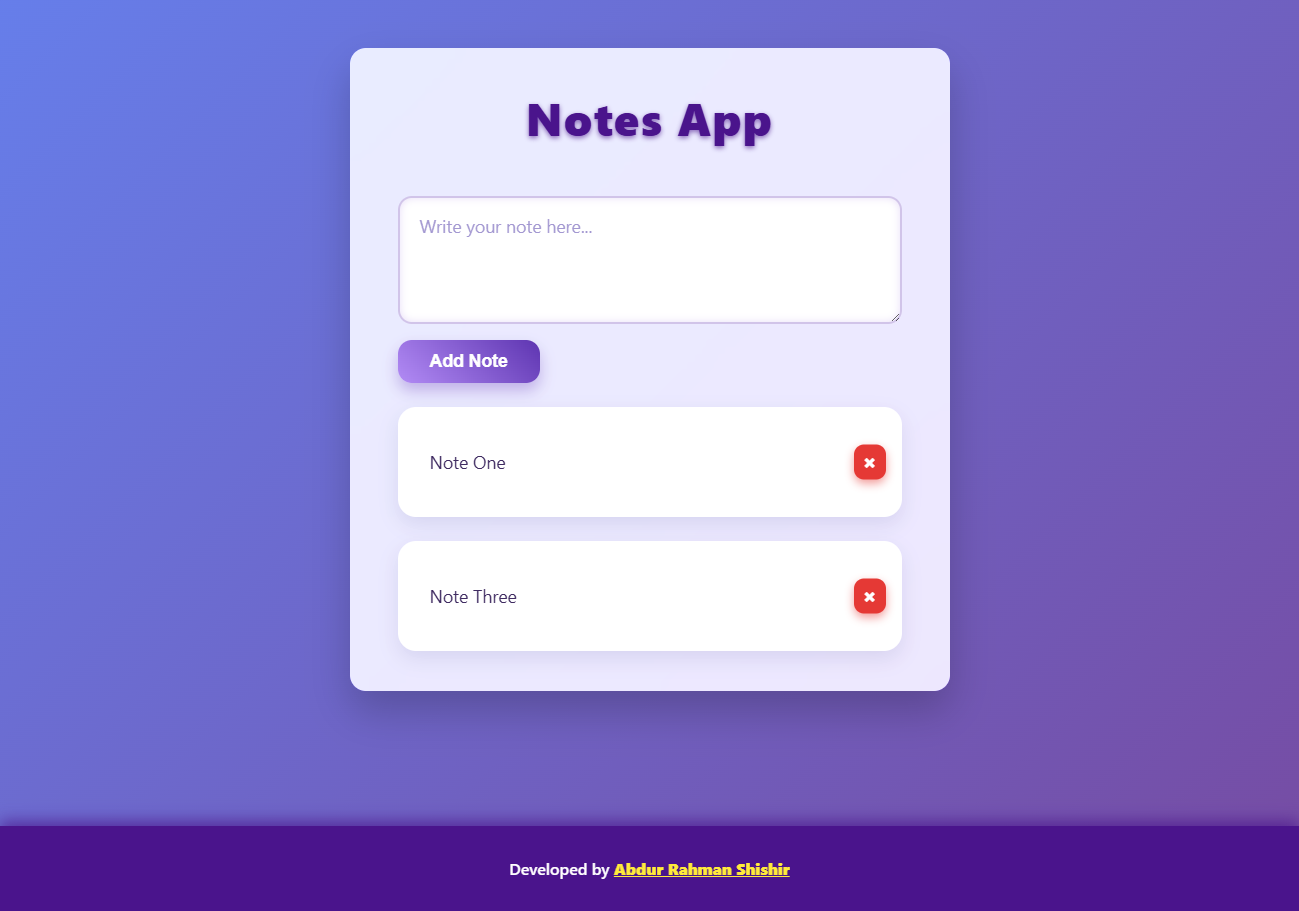 Notes App
Write your note here...
Add Note
Note One
✖
Note Three
✖
Developed by Abdur Rahman Shishir